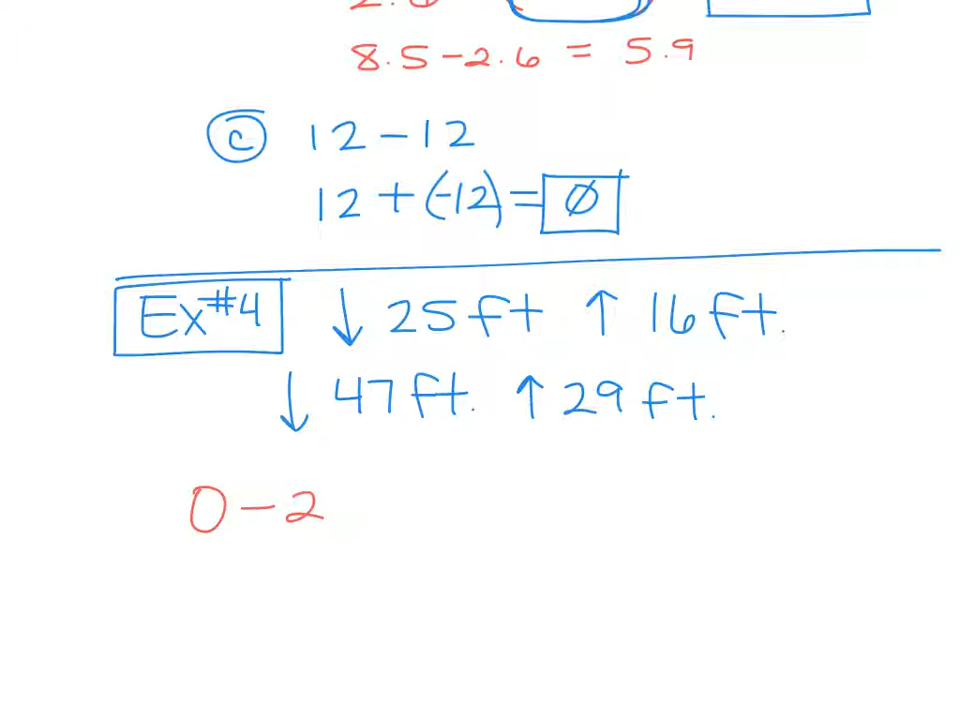 8.5-2.6 = 5.9
ⓒ 12-12
12 + (-12) = 0
Ex #4 ↓ 25 ft ↑ 16 ft.
↓ 47 ft. ↑ 29 ft.
0-2